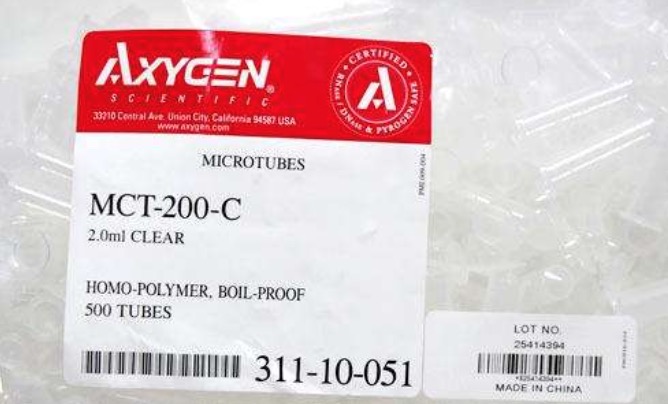 AXYGEN®
SCIENTIFIC
33210 Central Ave. Union City, California 94587 USA
www.axygen.com
CERTIFIED
RNase / DNase & PYROGEN SAFE
MICROTUBES
MCT-200-C
2.0ml CLEAR
HOMO-POLYMER, BOIL-PROOF
500 TUBES
311-10-051
LOT NO.
25414394
MADE IN CHINA